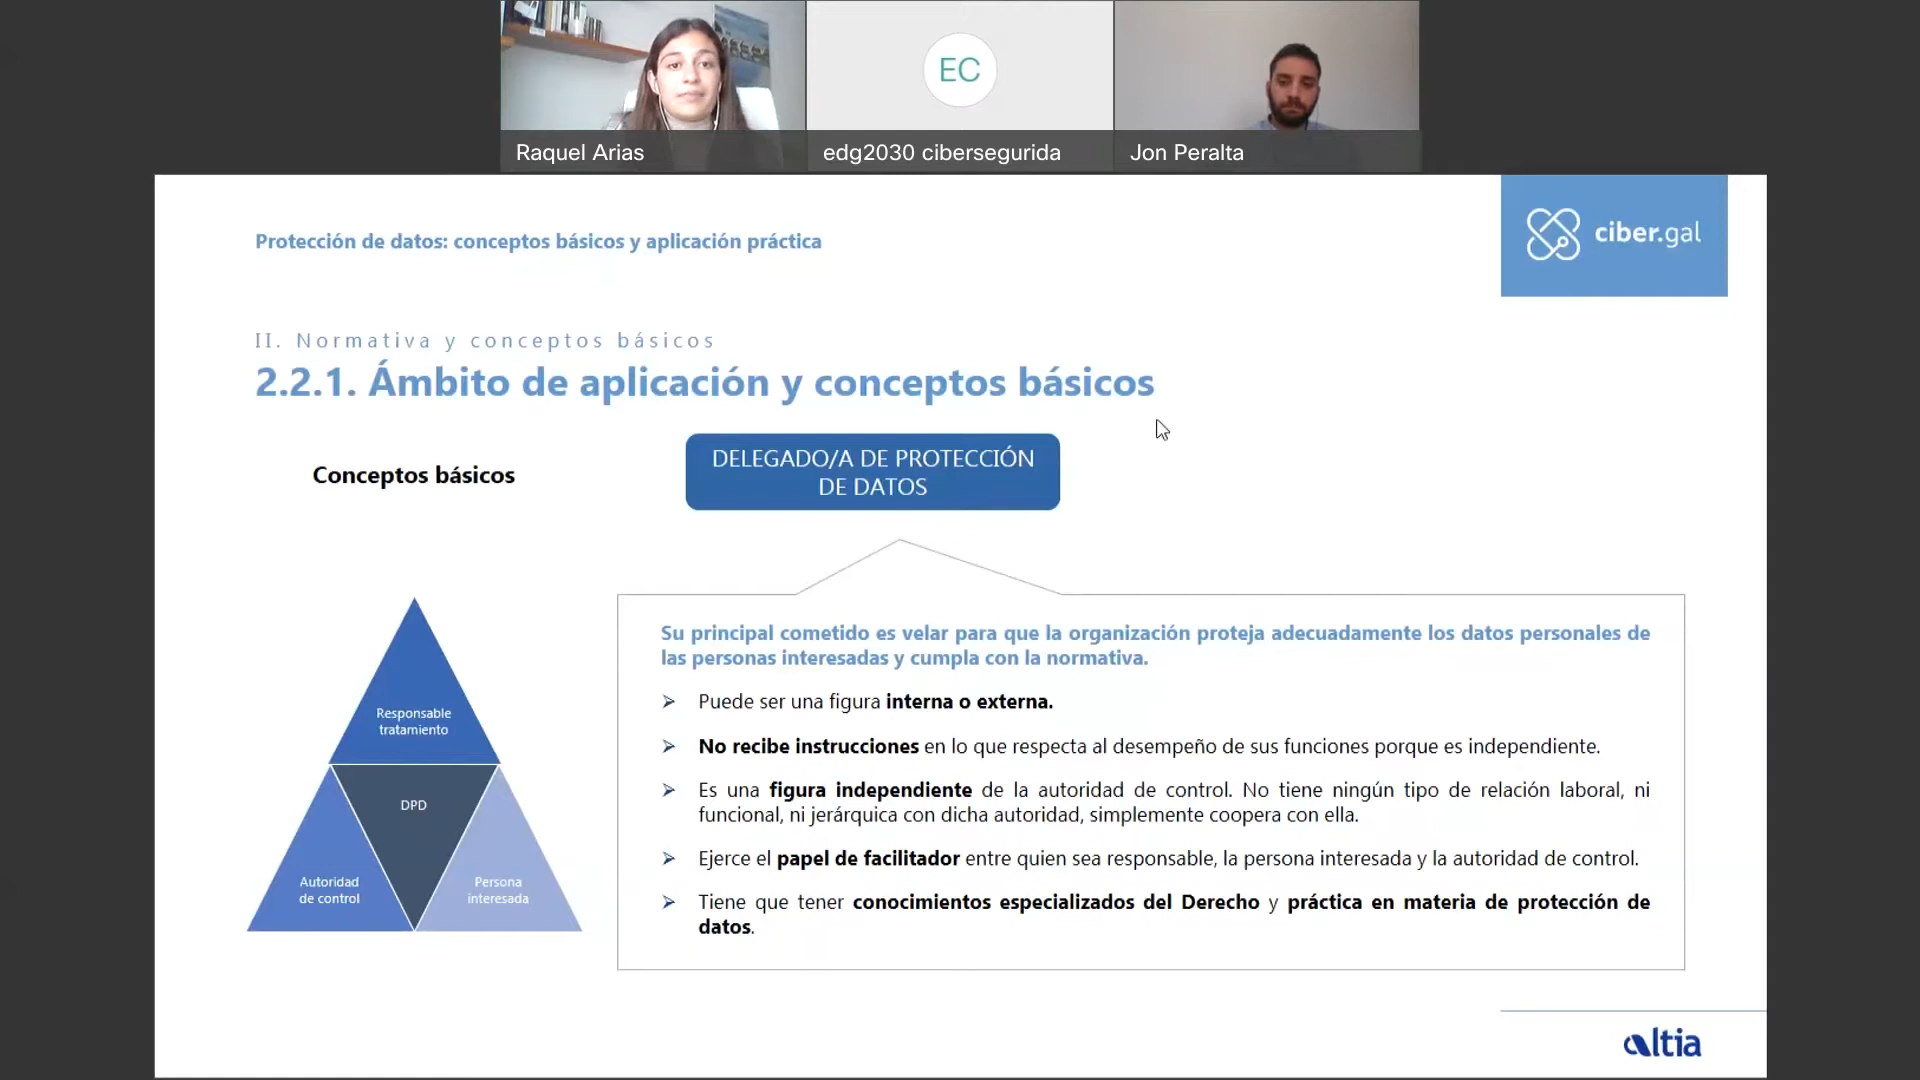 EC
Raquel Arias
edg2030 cibersegurida
Jon Peralta
Protección de datos: conceptos básicos y aplicación práctica
ciber.gal
II. Normativa y conceptos básicos
2.2.1. Ámbito de aplicación y conceptos básicos
Conceptos básicos
DELEGADO/A DE PROTECCIÓN
DE DATOS
Responsable
tratamiento
DPD
Autoridad
de control
Persona
interesada
Su principal cometido es velar para que la organización proteja adecuadamente los datos personales de
las personas interesadas y cumpla con la normativa.
➢ Puede ser una figura interna o externa.
➢ No recibe instrucciones en lo que respecta al desempeño de sus funciones porque es independiente.
➢ Es una figura independiente de la autoridad de control. No tiene ningún tipo de relación laboral, ni
funcional, ni jerárquica con dicha autoridad, simplemente coopera con ella.
➢ Ejerce el papel de facilitador entre quien sea responsable, la persona interesada y la autoridad de control.
➢ Tiene que tener conocimientos especializados del Derecho y práctica en materia de protección de
datos.
altia